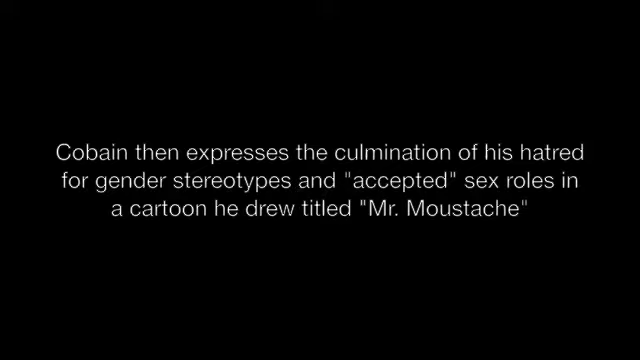 Cobain then expresses the culmination of his hatred
for gender stereotypes and "accepted" sex roles in
a cartoon he drew titled "Mr. Moustache"